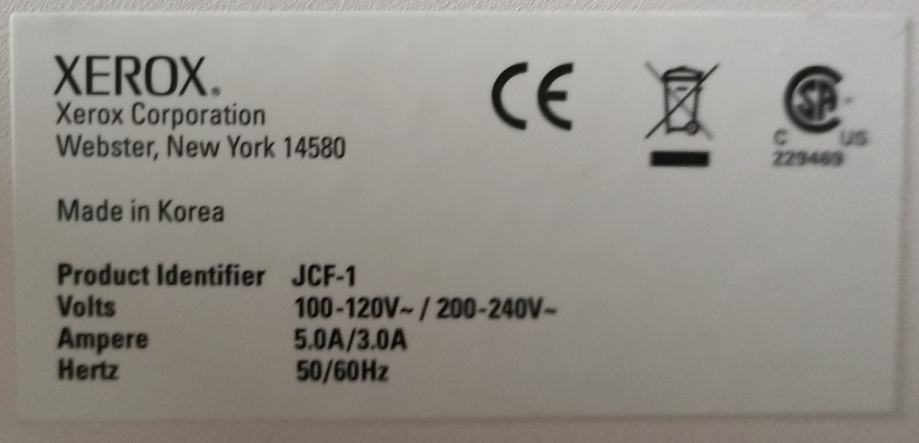 XEROX®
Xerox Corporation
Webster, New York 14580
CE
SA
C US
229469
Made in Korea
Product Identifier JCF-1
Volts 100-120V~ / 200-240V~
Ampere 5.0A/3.0A
Hertz 50/60Hz